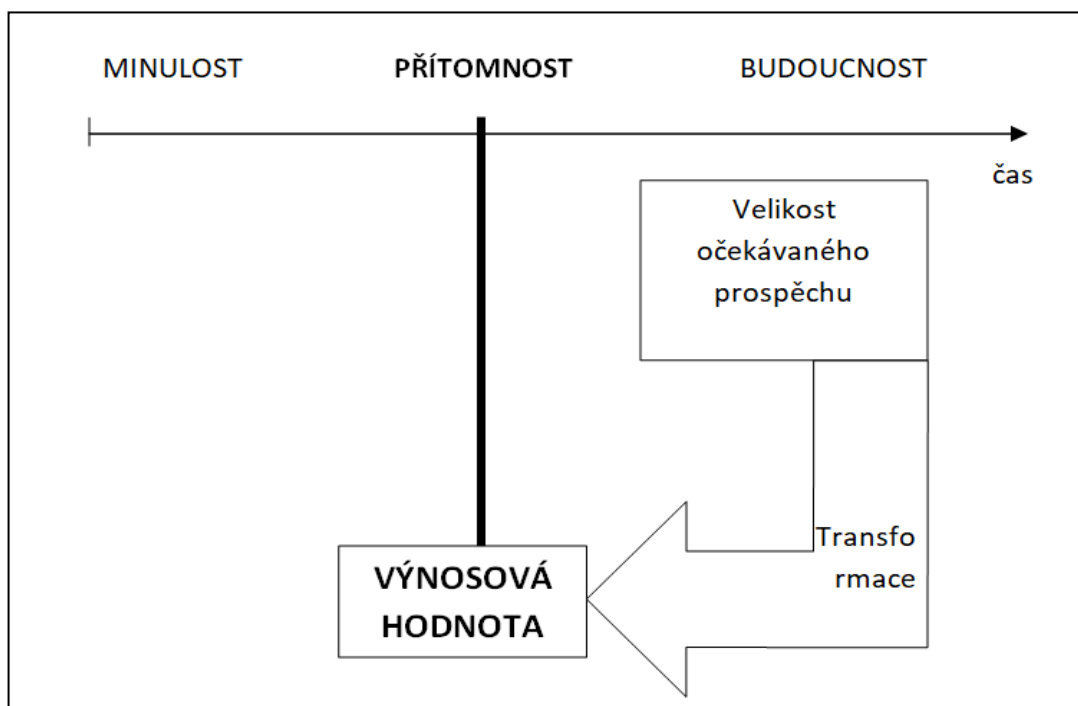 MINULOST PŘÍTOMNOST BUDOUCNOST
čas
Velikost
očekávaného
prospěchu
Transfo
rmace
VÝNOSOVÁ
HODNOTA